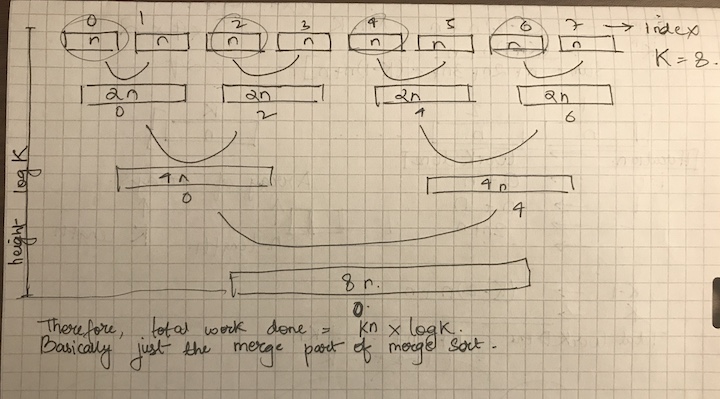 0 1 2 3 4 5 6 7 → index
n n n n n n n n K = 8.
2n 2n 2n 2n
0 2 4 6
4n 4n
0 4
height log K
8n.
0.
Therefore, total work done = Kn × logK.
Basically just the merge part of merge sort.